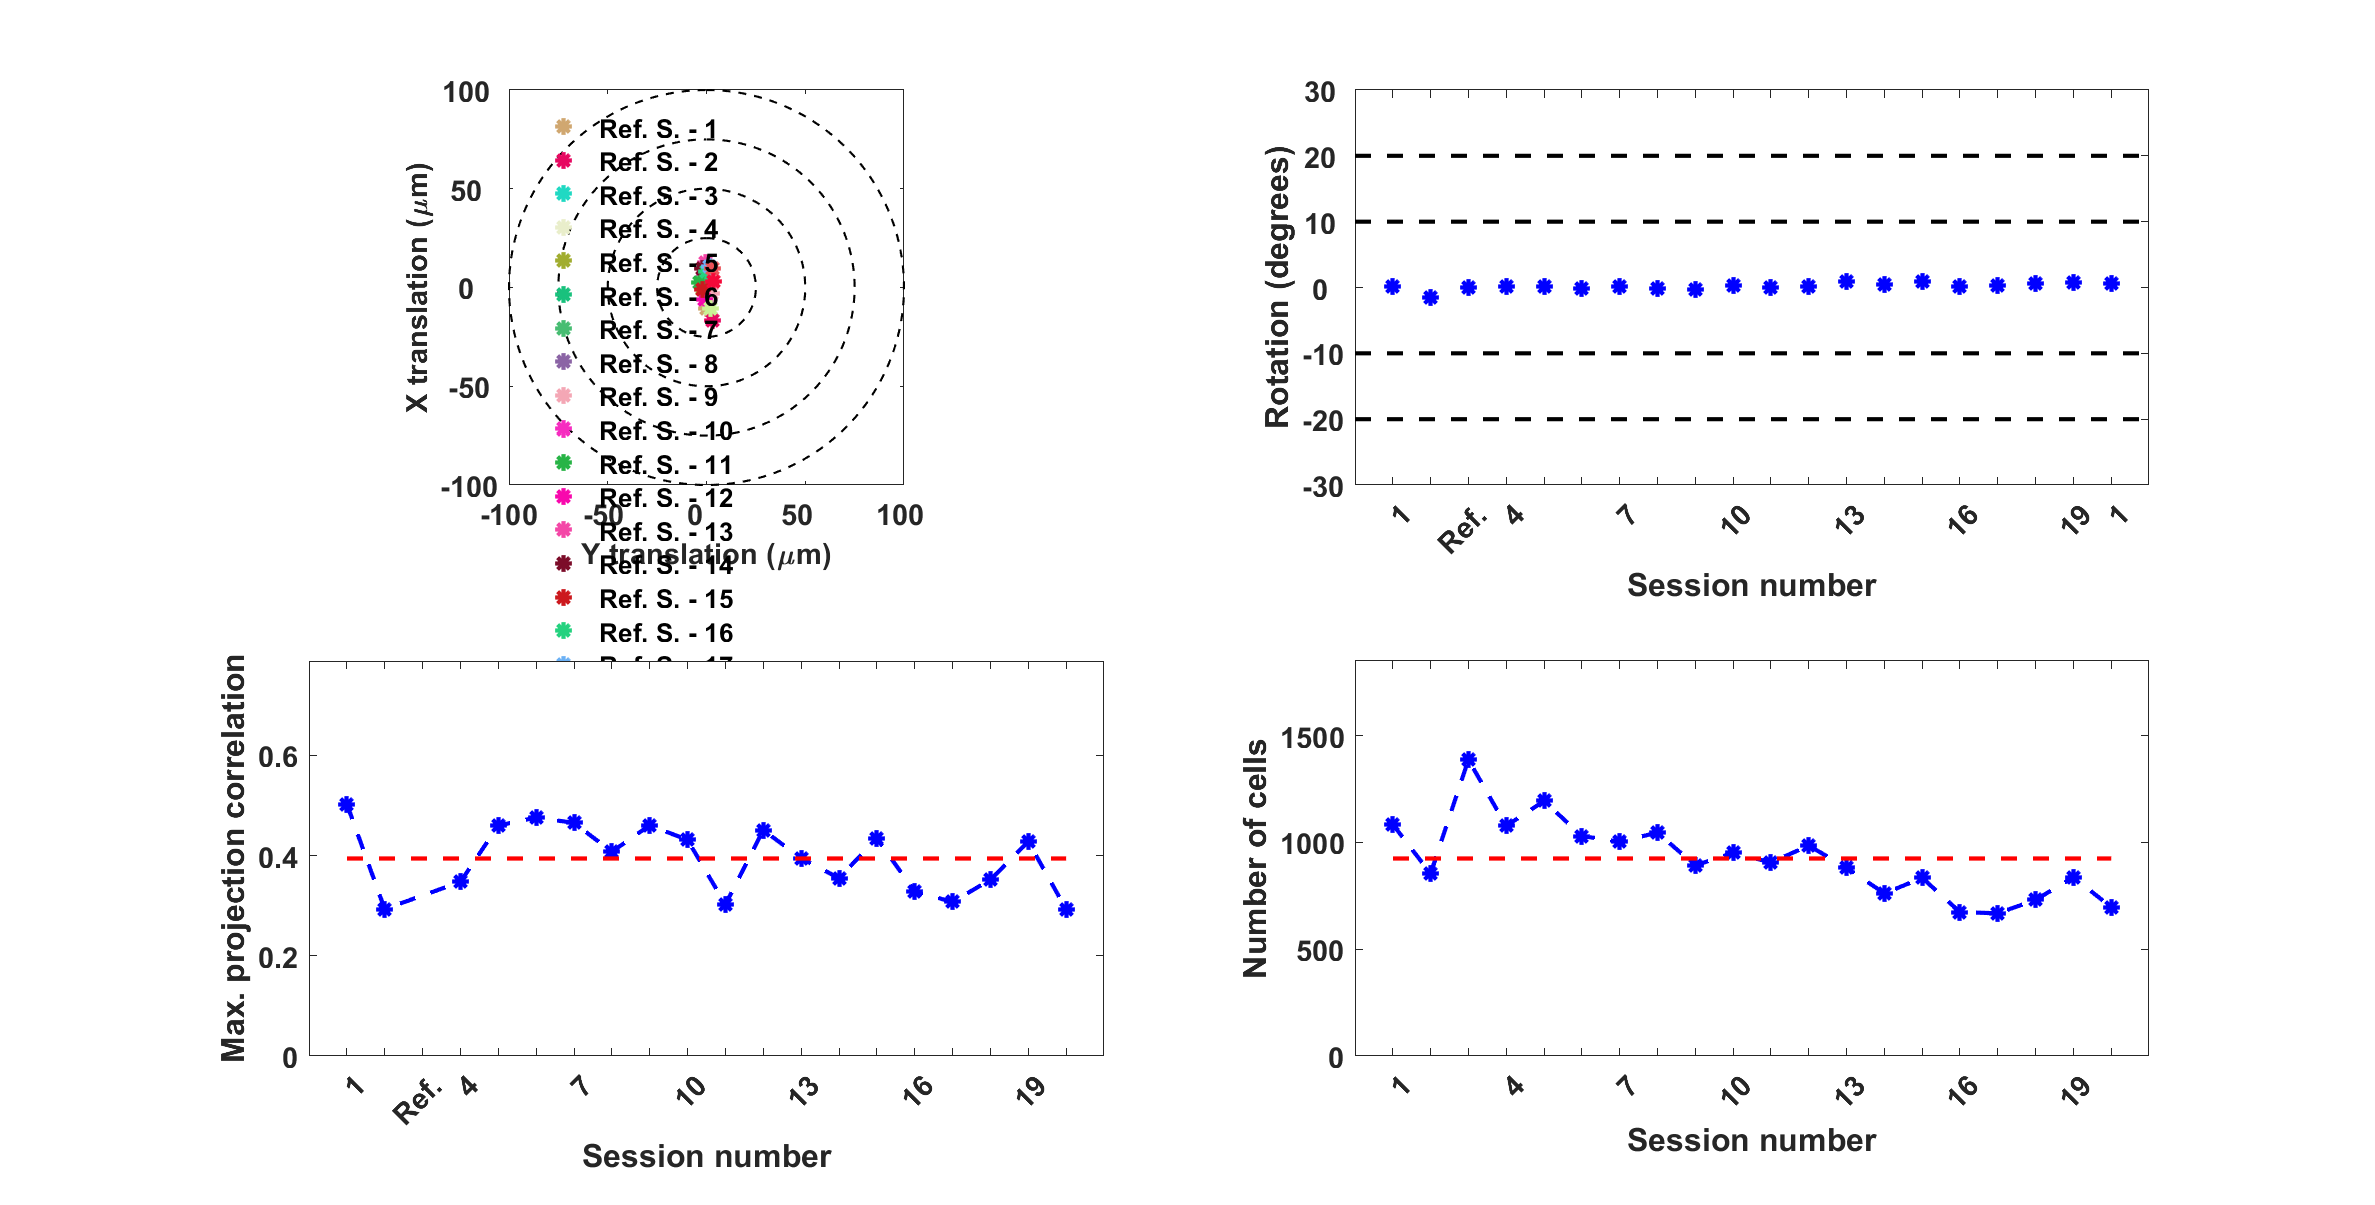 100
50
0
-50
-100
X translation (μm)
-100 -50 0 50 100
Y translation (μm)
Ref. S. - 1
Ref. S. - 2
Ref. S. - 3
Ref. S. - 4
Ref. S. - 5
Ref. S. - 6
Ref. S. - 7
Ref. S. - 8
Ref. S. - 9
Ref. S. - 10
Ref. S. - 11
Ref. S. - 12
Ref. S. - 13
Ref. S. - 14
Ref. S. - 15
Ref. S. - 16
Ref. S. - 17
30
20
10
0
-10
-20
-30
Rotation (degrees)
1 Ref. 4 7 10 13 16 19 1
Session number
0.6
0.4
0.2
0
Max. projection correlation
1 Ref. 4 7 10 13 16 19
Session number
1500
1000
500
0
Number of cells
1 4 7 10 13 16 19
Session number